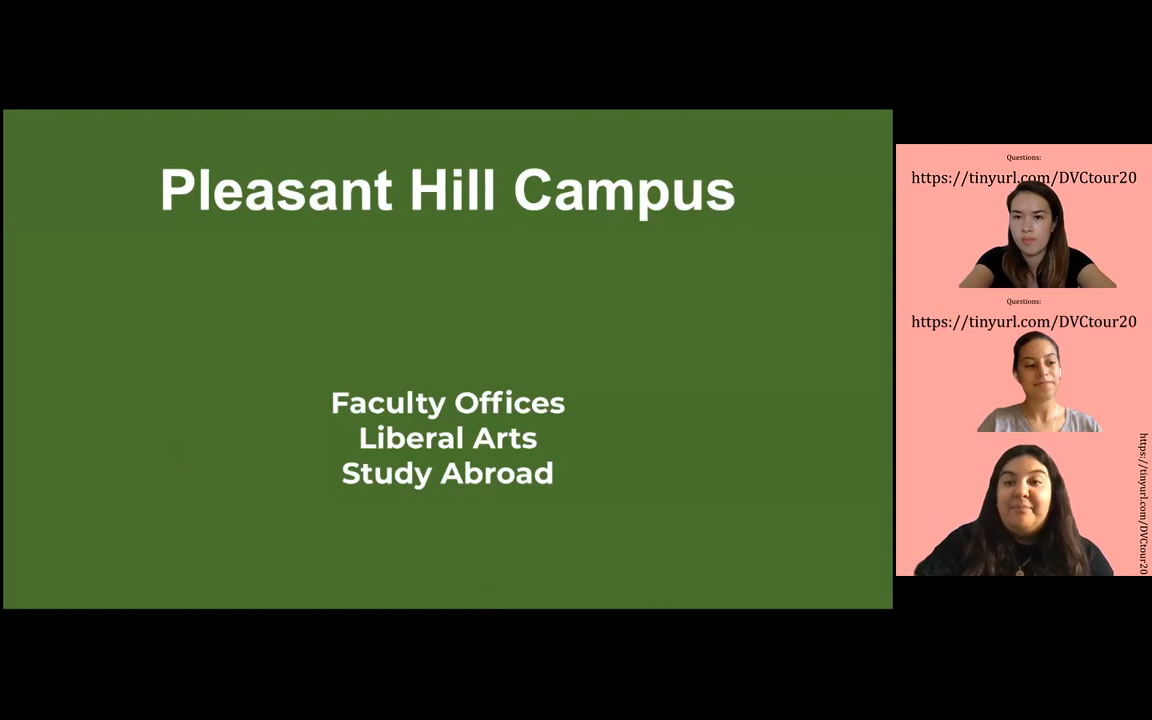 Pleasant Hill Campus
Faculty Offices
Liberal Arts
Study Abroad
Questions:
https://tinyurl.com/DVCtour20
Questions:
https://tinyurl.com/DVCtour20
https://tinyurl.com/DVCtour20